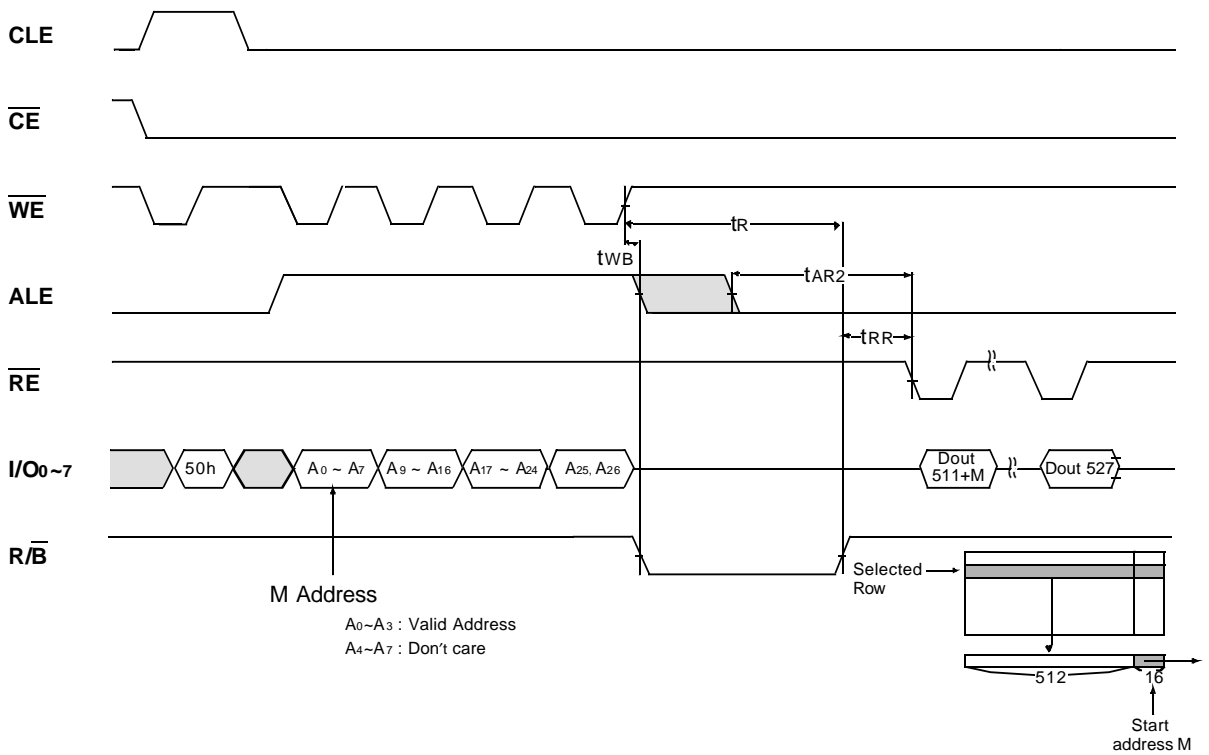 CLE
CE
WE
tR
tWB
tAR2
ALE
tRR
RE
I/O0~7
50h
A0 ~ A7
A9 ~ A16
A17 ~ A24
A25, A26
Dout
511+M
Dout 527
R/B
M Address
A0~A3 : Valid Address
A4~A7 : Don't care
Selected
Row
512
16
Start
address M